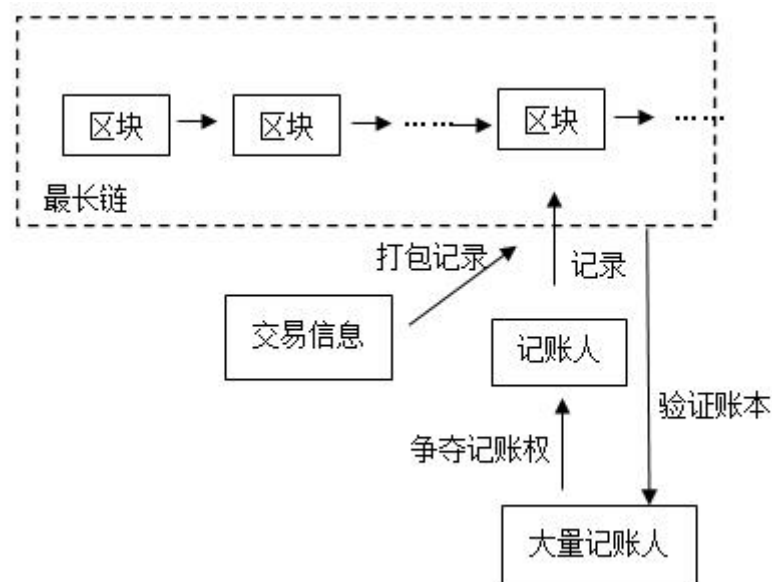 区块
区块
……
区块
……
最长链
打包记录
记录
交易信息
记账人
验证账本
争夺记账权
大量记账人